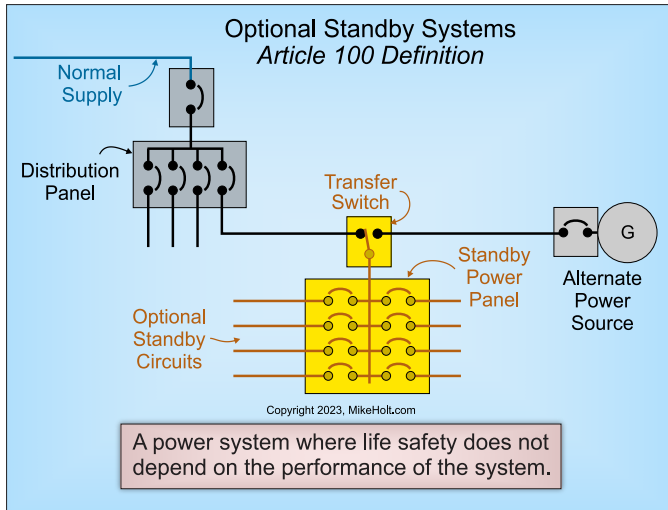 Optional Standby Systems
Article 100 Definition
Normal
Supply
Distribution
Panel
Transfer
Switch
G
Standby
Power
Panel
Alternate
Power
Source
Optional
Standby
Circuits
Copyright 2023, MikeHolt.com
A power system where life safety does not
depend on the performance of the system.